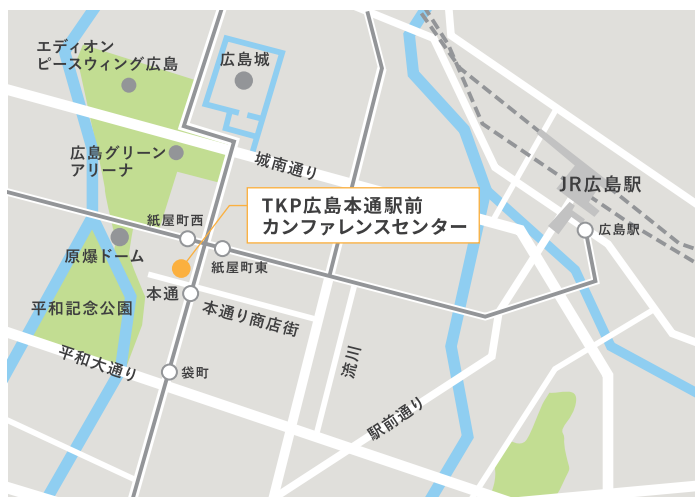 エディオン
ピースウィング広島
広島城
広島グリーン
アリーナ
城南通り
JR広島駅
TKP広島本通駅前
カンファレンスセンター
紙屋町西
広島駅
原爆ドーム
紙屋町東
本通
平和記念公園
本通り商店街
平和大通り
流川
袋町
駅前通り